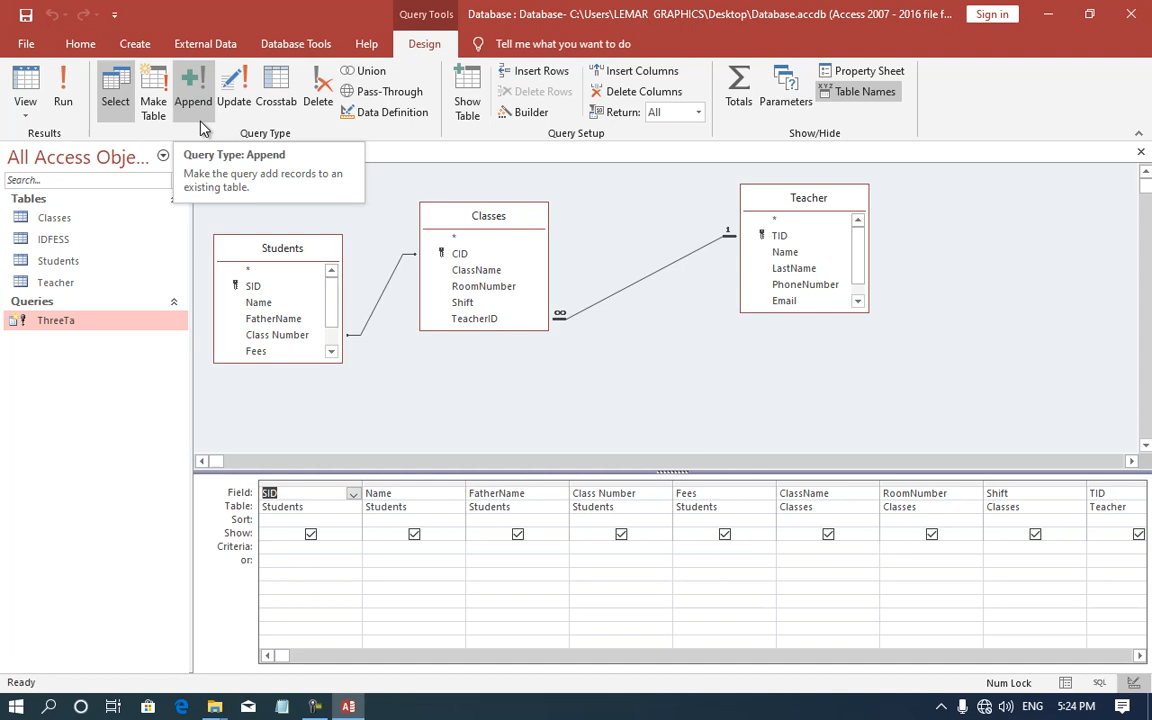 Query Tools
Database : Database- C:\Users\LEMAR GRAPHICS\Desktop\Database.accdb (Access 2007 - 2016 file f...
Sign in
File
Home
Create
External Data
Database Tools
Help
Design
Tell me what you want to do
View
Run
Select
Make Table
Append
Update
Crosstab
Delete
Union
Pass-Through
Data Definition
Show Table
Insert Rows
Delete Rows
Builder
Insert Columns
Delete Columns
Return: All
Totals
Parameters
Property Sheet
Table Names
Results
Query Type
Query Setup
Show/Hide
All Access Obje...
Search...
Tables
Classes
IDFESS
Students
Teacher
Queries
ThreeTa
Query Type: Append
Make the query add records to an
existing table.
Students
*
SID
Name
FatherName
Class Number
Fees
Classes
*
CID
ClassName
RoomNumber
Shift
TeacherID
∞
1
Teacher
*
TID
Name
LastName
PhoneNumber
Email
Field: SID Name FatherName Class Number Fees ClassName RoomNumber Shift TID
Table: Students Students Students Students Students Classes Classes Classes Teacher
Sort:
Show:
Criteria:
or:
Ready
Num Lock
SQL
ENG
5:24 PM